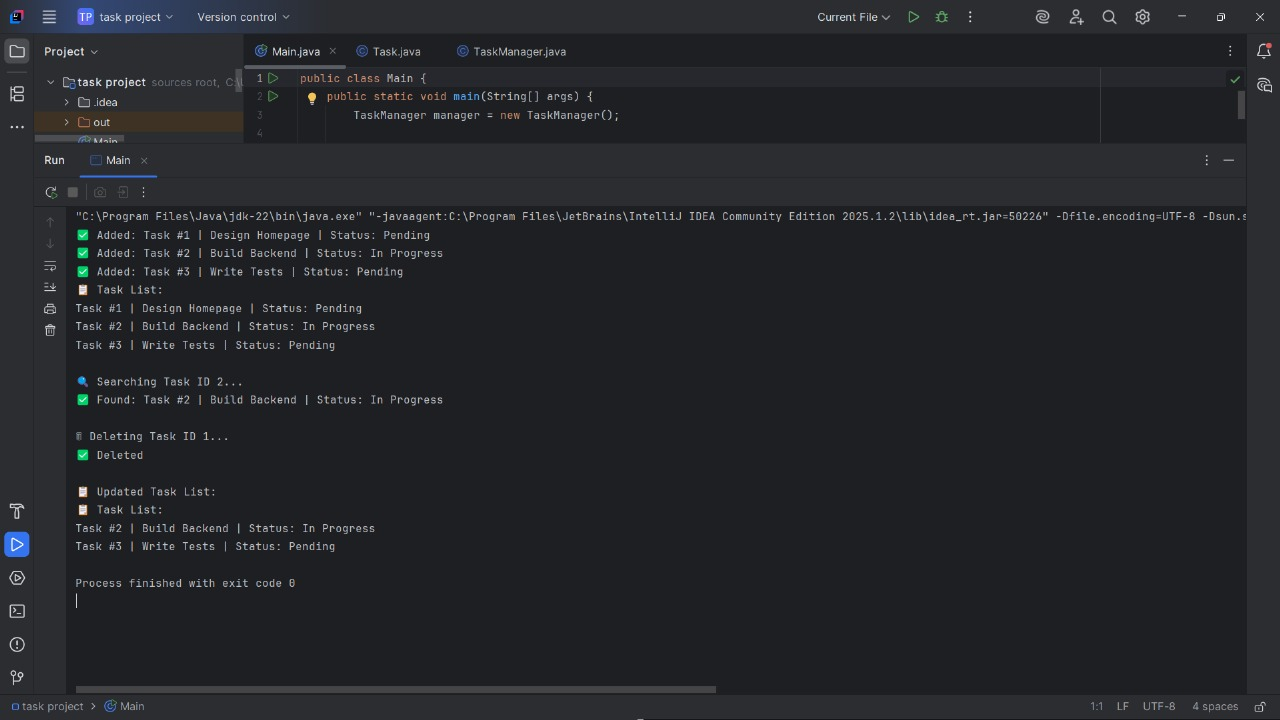 TP task project Version control Current File
Project
Main.java Task.java TaskManager.java
task project sources root, C:\
.idea
out
Main
1 public class Main {
2 public static void main(String[] args) {
3 TaskManager manager = new TaskManager();
4
Run Main
"C:\Program Files\Java\jdk-22\bin\java.exe" "-javaagent:C:\Program Files\JetBrains\IntelliJ IDEA Community Edition 2025.1.2\lib\idea_rt.jar=50226" -Dfile.encoding=UTF-8 -Dsun.s
✅ Added: Task #1 | Design Homepage | Status: Pending
✅ Added: Task #2 | Build Backend | Status: In Progress
✅ Added: Task #3 | Write Tests | Status: Pending
📋 Task List:
Task #1 | Design Homepage | Status: Pending
Task #2 | Build Backend | Status: In Progress
Task #3 | Write Tests | Status: Pending
🔍 Searching Task ID 2...
✅ Found: Task #2 | Build Backend | Status: In Progress
🗑 Deleting Task ID 1...
✅ Deleted
📋 Updated Task List:
📋 Task List:
Task #2 | Build Backend | Status: In Progress
Task #3 | Write Tests | Status: Pending
Process finished with exit code 0
task project > Main 1:1 LF UTF-8 4 spaces